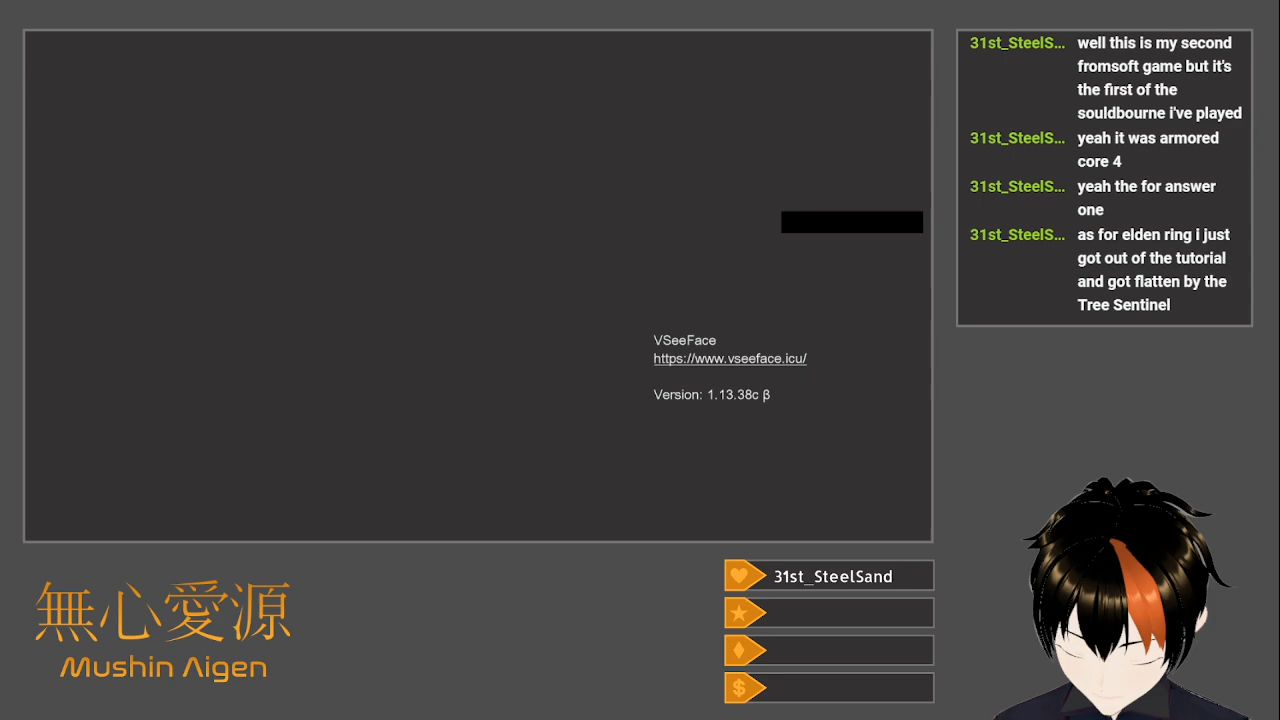 31st_SteelS... well this is my second
fromsoft game but it's
the first of the
souldbourne i've played
31st_SteelS... yeah it was armored
core 4
31st_SteelS... yeah the for answer
one
31st_SteelS... as for elden ring i just
got out of the tutorial
and got flatten by the
Tree Sentinel
VSeeFace
https://www.vseeface.icu/
Version: 1.13.38c β
無心愛源
Mushin Aigen
31st_SteelSand
$